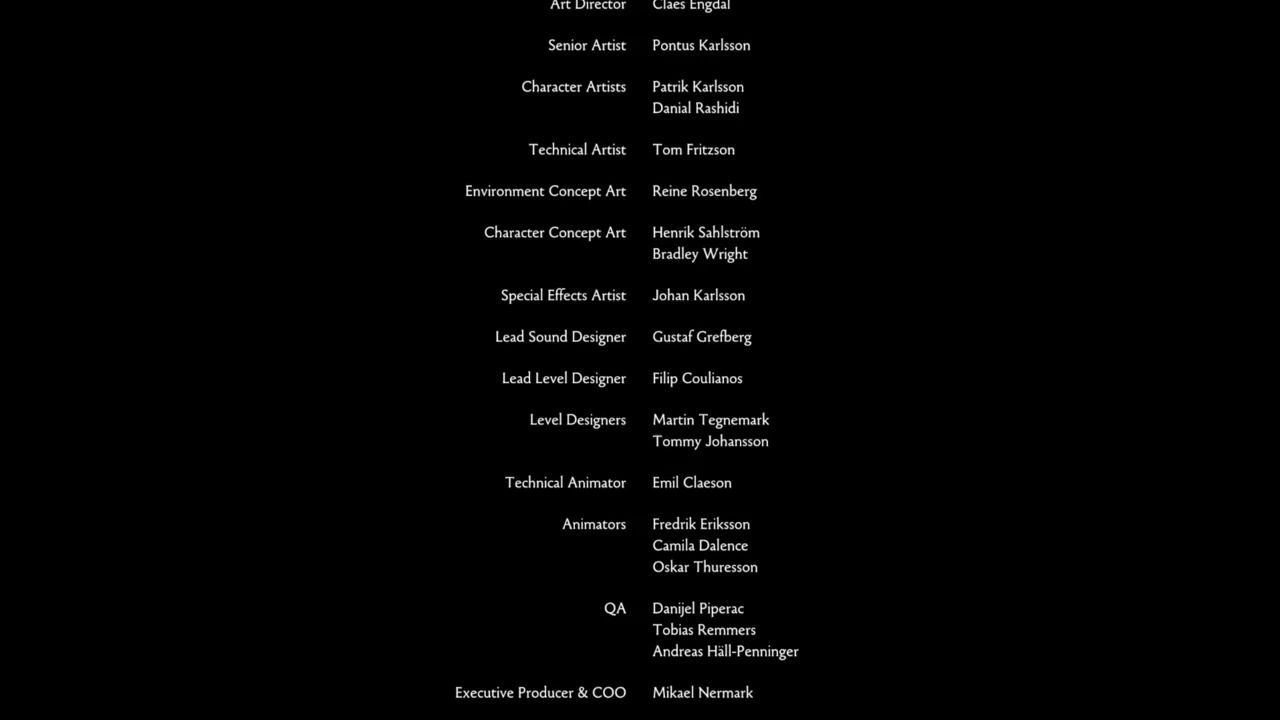 Art Director Claes Engdal
Senior Artist Pontus Karlsson
Character Artists Patrik Karlsson
Danial Rashidi
Technical Artist Tom Fritzson
Environment Concept Art Reine Rosenberg
Character Concept Art Henrik Sahlström
Bradley Wright
Special Effects Artist Johan Karlsson
Lead Sound Designer Gustaf Grefberg
Lead Level Designer Filip Coulianos
Level Designers Martin Tegnemark
Tommy Johansson
Technical Animator Emil Claeson
Animators Fredrik Eriksson
Camila Dalence
Oskar Thuresson
QA Danijel Piperac
Tobias Remmers
Andreas Häll-Penninger
Executive Producer & COO Mikael Nermark